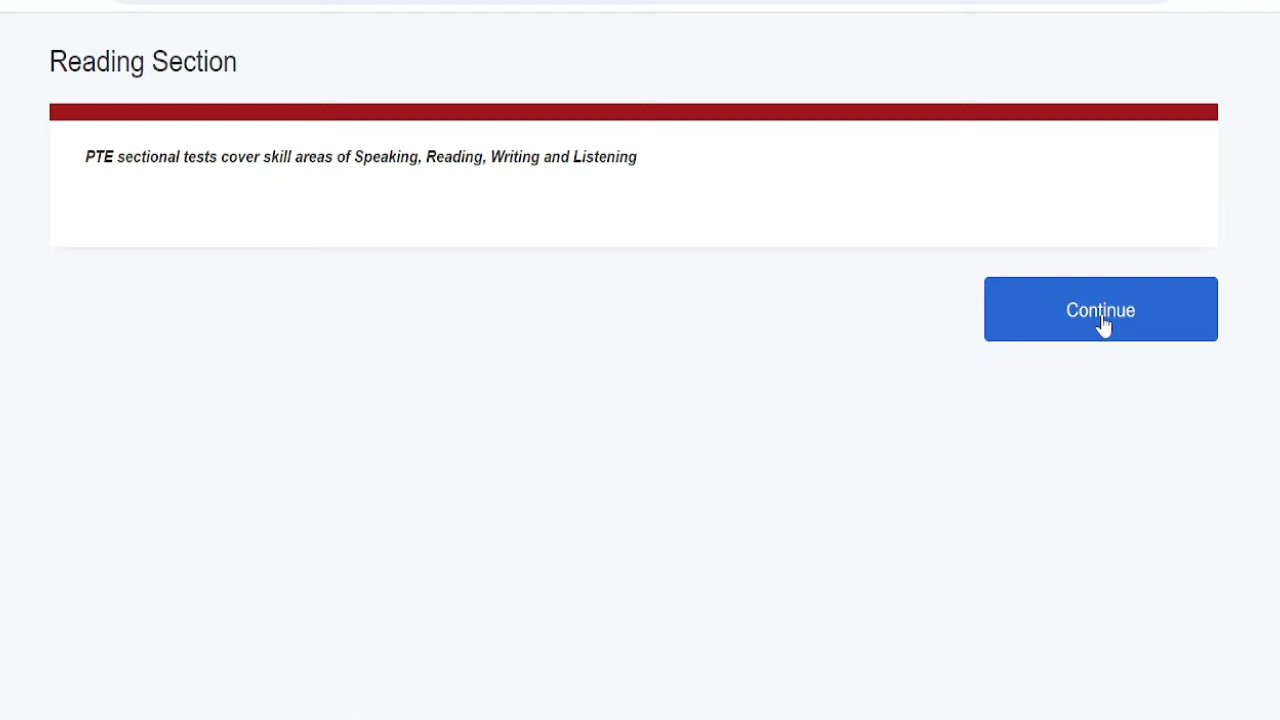 Reading Section
PTE sectional tests cover skill areas of Speaking, Reading, Writing and Listening
Continue